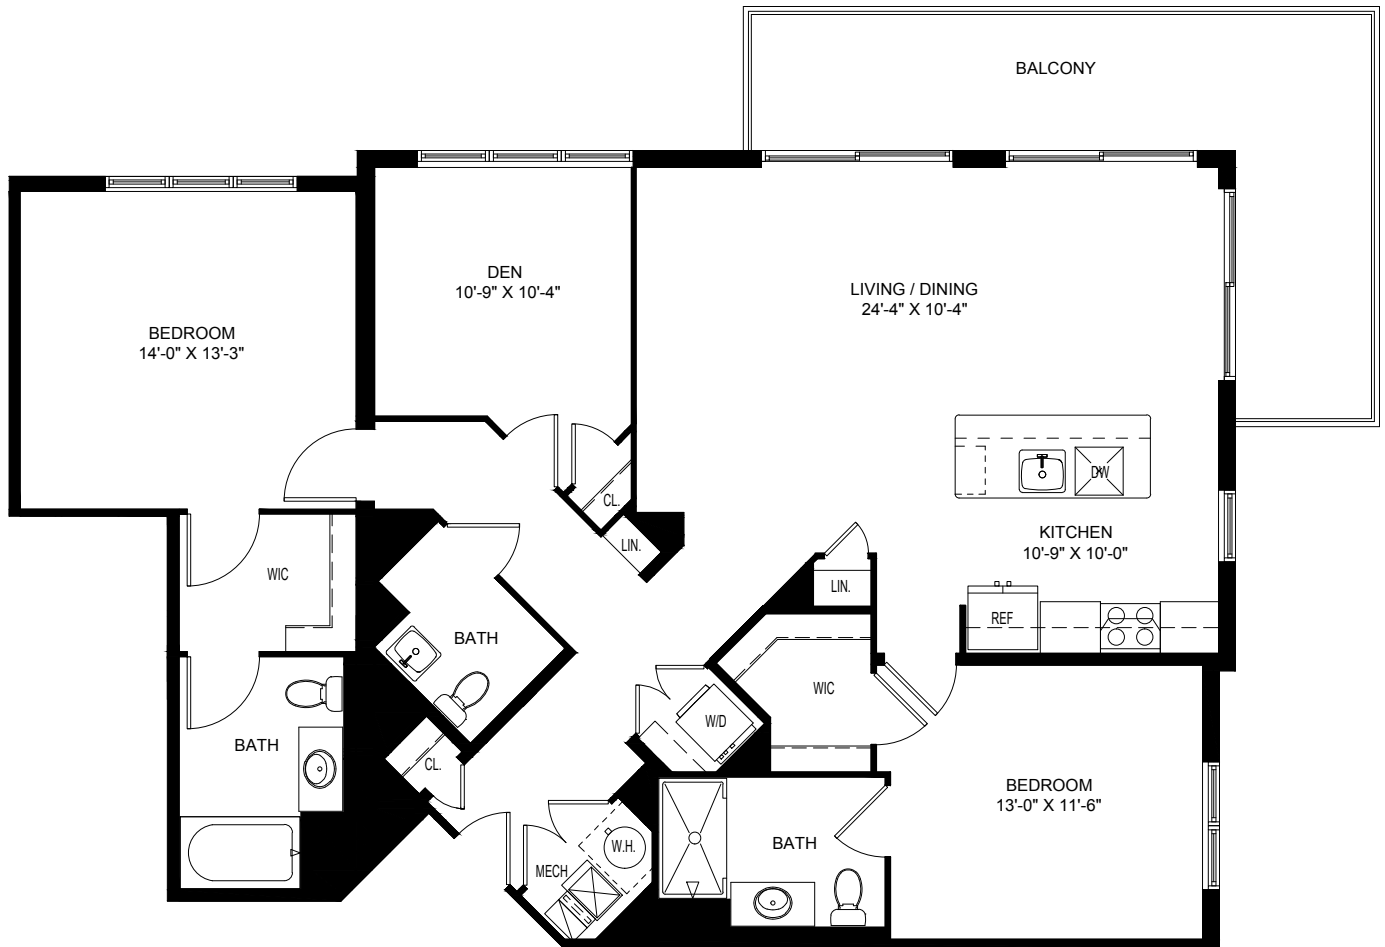 BALCONY
DEN
10'-9" X 10'-4"
LIVING / DINING
24'-4" X 10'-4"
BEDROOM
14'-0" X 13'-3"
DW
CL.
LIN.
KITCHEN
10'-9" X 10'-0"
WIC
LIN.
REF
BATH
WIC
W/D
BATH
CL.
BEDROOM
13'-0" X 11'-6"
BATH
W.H.
MECH